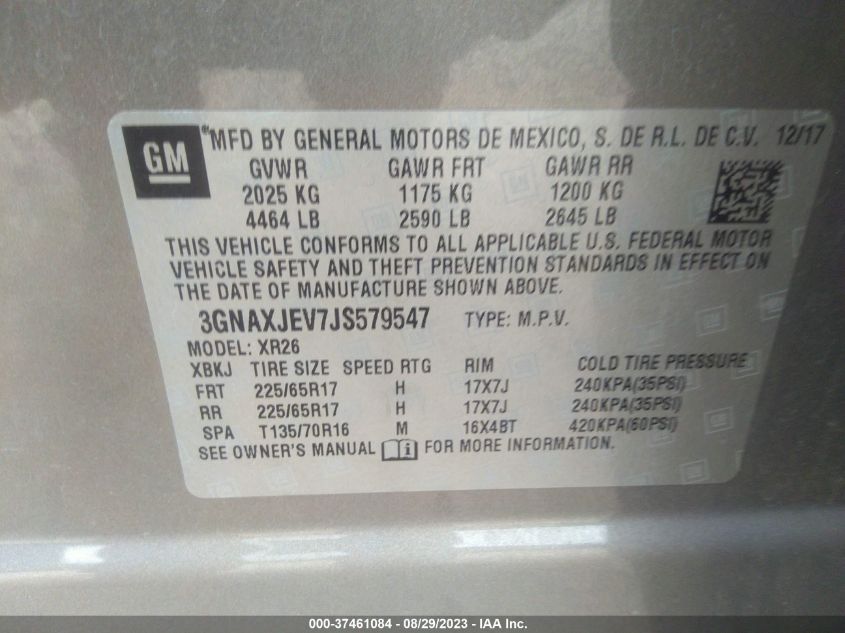 GM
®MFD BY GENERAL MOTORS DE MEXICO, S. DE R.L. DE C.V. 12/17
GVWR GAWR FRT GAWR RR
2025 KG 1175 KG 1200 KG
4464 LB 2590 LB 2645 LB
THIS VEHICLE CONFORMS TO ALL APPLICABLE U.S. FEDERAL MOTOR
VEHICLE SAFETY AND THEFT PREVENTION STANDARDS IN EFFECT ON
THE DATE OF MANUFACTURE SHOWN ABOVE.
3GNAXJEV7JS579547 TYPE: M.P.V.
MODEL: XR26
XBKJ TIRE SIZE SPEED RTG RIM COLD TIRE PRESSURE
FRT 225/65R17 H 17X7J 240KPA(35PSI)
RR 225/65R17 H 17X7J 240KPA(35PSI)
SPA T135/70R16 M 16X4BT 420KPA(60PSI)
SEE OWNER'S MANUAL i FOR MORE INFORMATION.
000-37461084 - 08/29/2023 - IAA Inc.